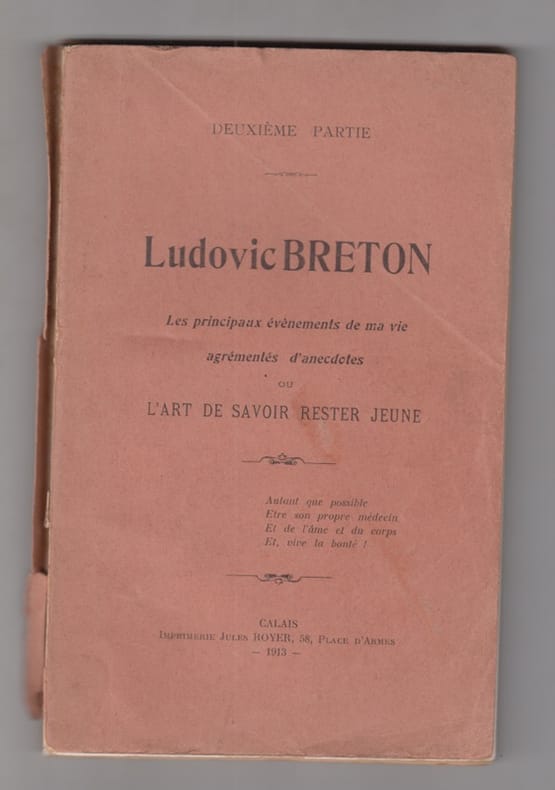 DEUXIÈME PARTIE
Ludovic BRETON
Les principaux évènements de ma vie
agrémentés d'anecdotes
OU
L'ART DE SAVOIR RESTER JEUNE
Autant que possible
Etre son propre médecin
Et de l'âme et du corps
Et, vive la bonté !
CALAIS
IMPRIMERIE JULES ROYER, 58, PLACE D'ARMES
— 1913 —